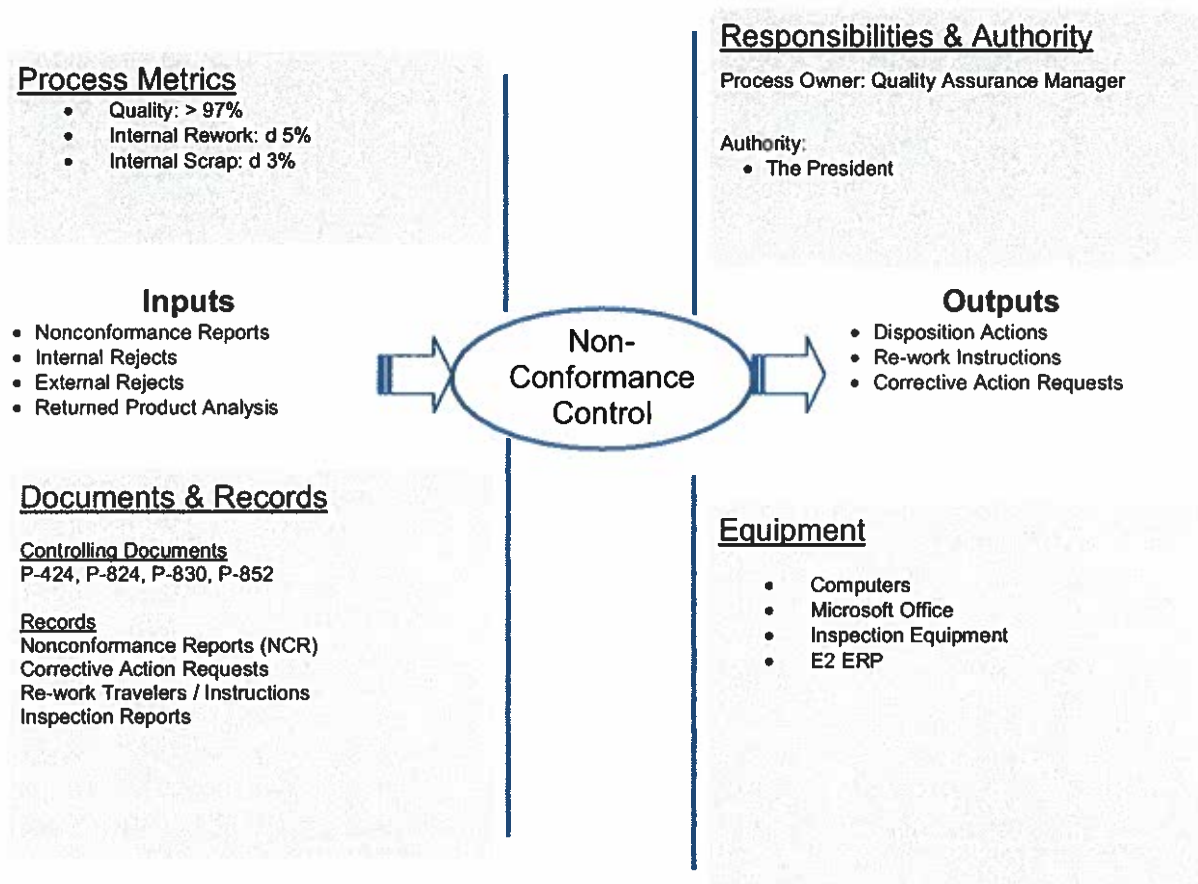 Process Metrics
• Quality: > 97%
• Internal Rework: d 5%
• Internal Scrap: d 3%
Responsibilities & Authority
Process Owner: Quality Assurance Manager
Authority:
• The President
Inputs
• Nonconformance Reports
• Internal Rejects
• External Rejects
• Returned Product Analysis
Non-
Conformance
Control
Outputs
• Disposition Actions
• Re-work Instructions
• Corrective Action Requests
Documents & Records
Controlling Documents
P-424, P-824, P-830, P-852
Records
Nonconformance Reports (NCR)
Corrective Action Requests
Re-work Travelers / Instructions
Inspection Reports
Equipment
• Computers
• Microsoft Office
• Inspection Equipment
• E2 ERP